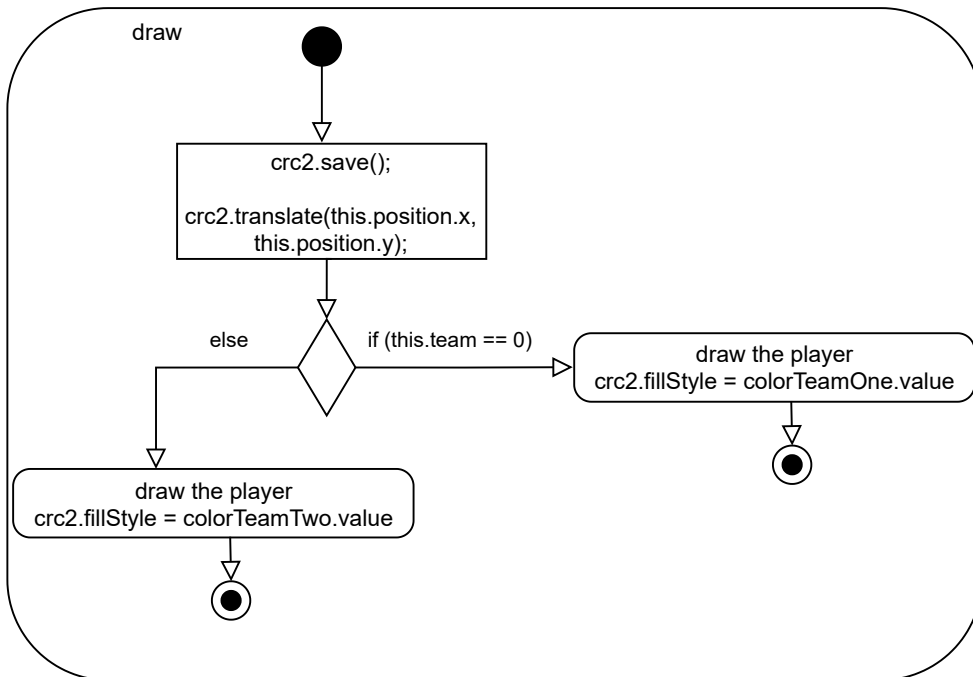 draw
crc2.save();
crc2.translate(this.position.x,
this.position.y);
else
if (this.team == 0)
draw the player
crc2.fillStyle = colorTeamOne.value
draw the player
crc2.fillStyle = colorTeamTwo.value